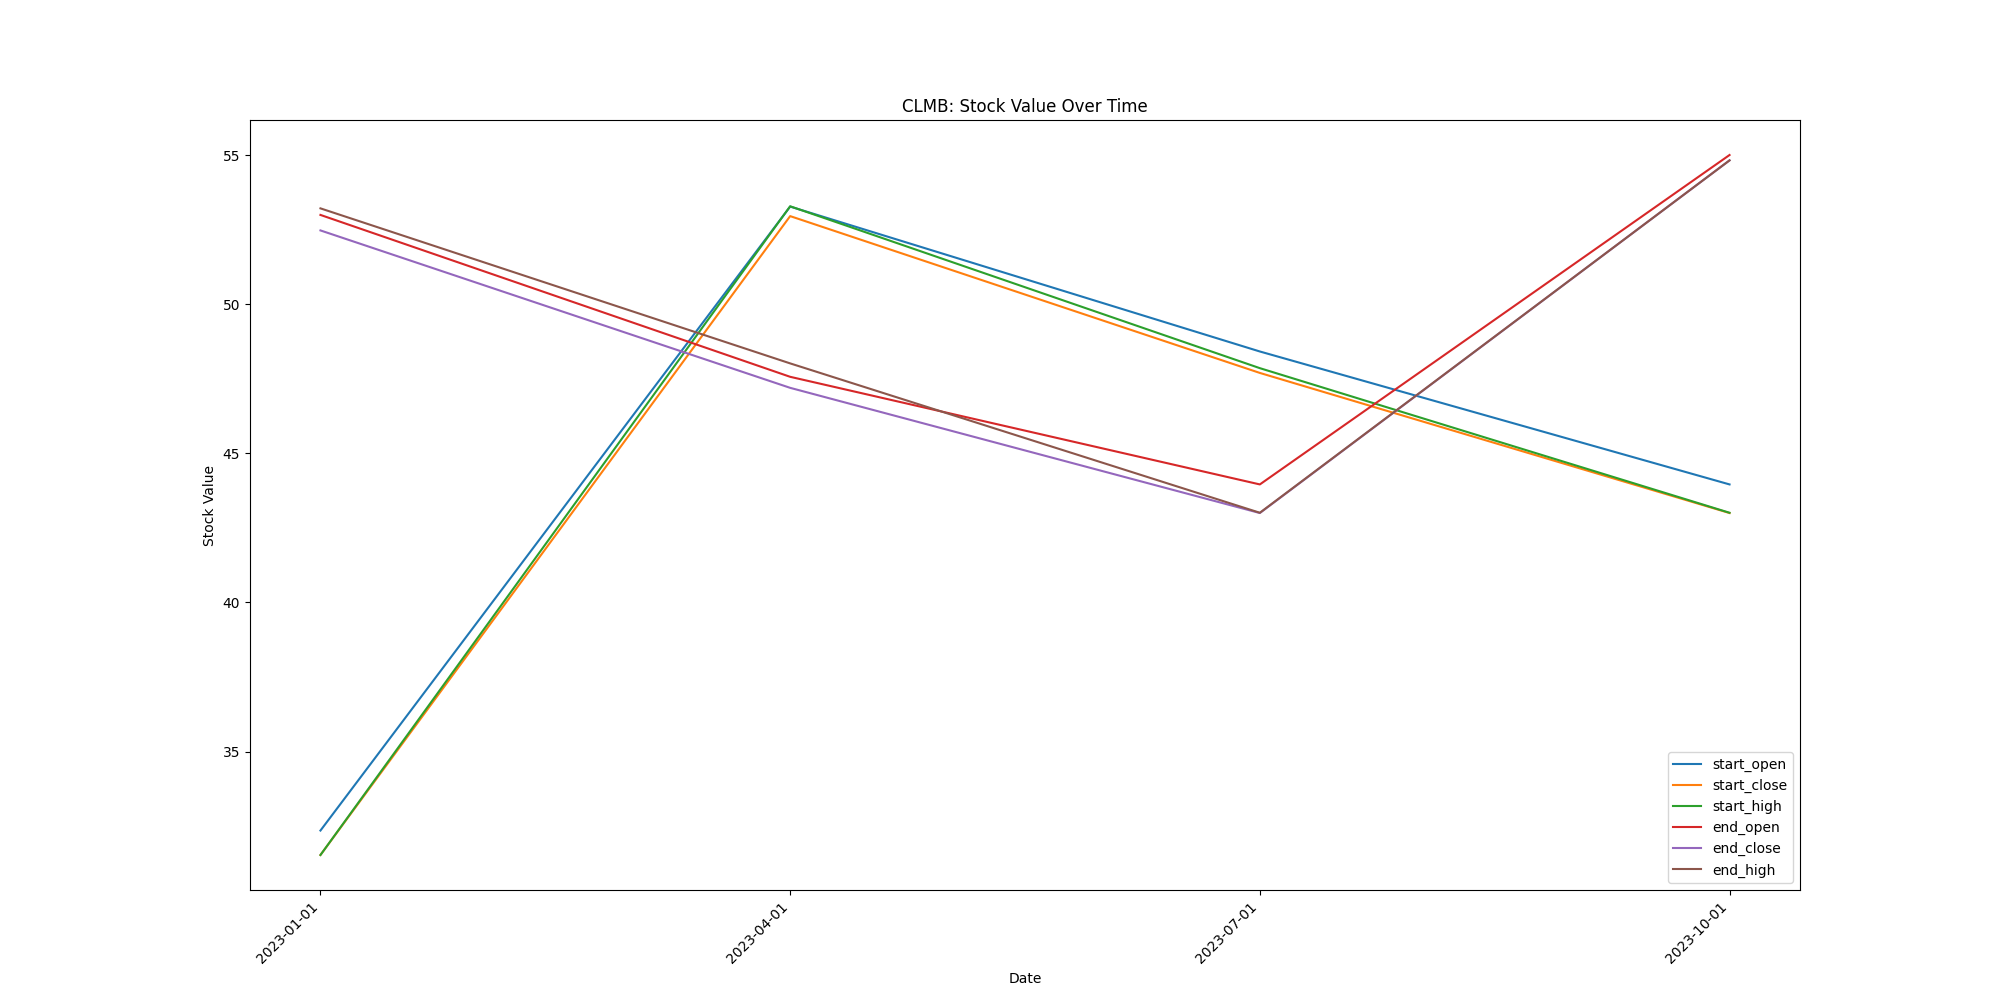 CLMB: Stock Value Over Time
Stock Value
55
50
45
40
35
start_open
start_close
start_high
end_open
end_close
end_high
2023-01-01
2023-04-01
2023-07-01
2023-10-01
Date